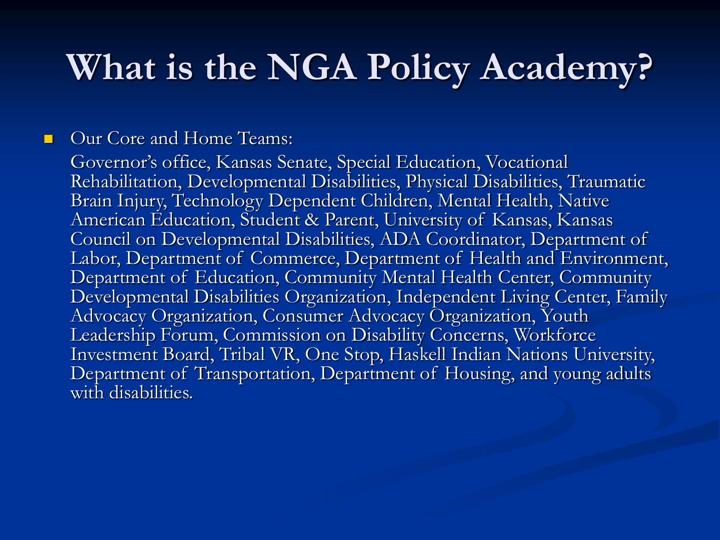 What is the NGA Policy Academy?
Our Core and Home Teams:
Governor’s office, Kansas Senate, Special Education, Vocational
Rehabilitation, Developmental Disabilities, Physical Disabilities, Traumatic
Brain Injury, Technology Dependent Children, Mental Health, Native
American Education, Student & Parent, University of Kansas, Kansas
Council on Developmental Disabilities, ADA Coordinator, Department of
Labor, Department of Commerce, Department of Health and Environment,
Department of Education, Community Mental Health Center, Community
Developmental Disabilities Organization, Independent Living Center, Family
Advocacy Organization, Consumer Advocacy Organization, Youth
Leadership Forum, Commission on Disability Concerns, Workforce
Investment Board, Tribal VR, One Stop, Haskell Indian Nations University,
Department of Transportation, Department of Housing, and young adults
with disabilities.